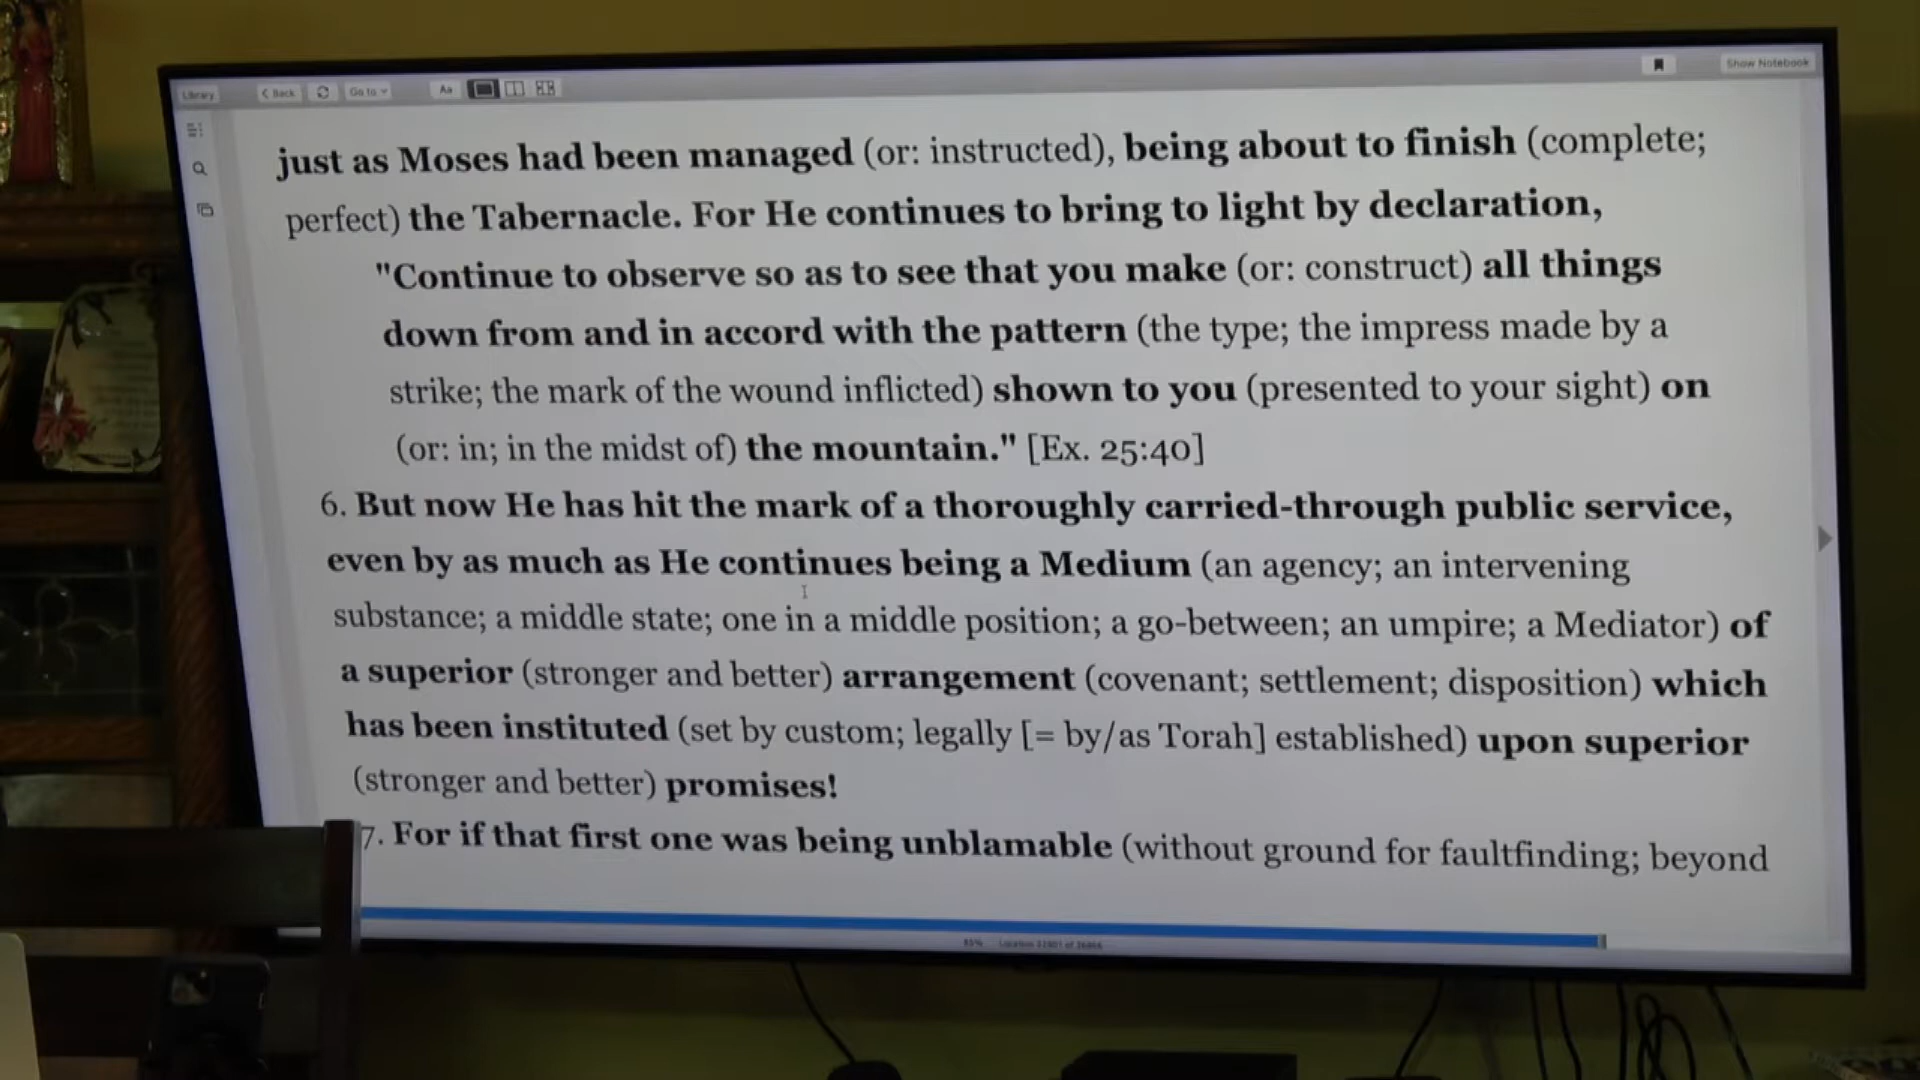 Library
Back
Go to
Aa
Show Notebook
just as Moses had been managed (or: instructed), being about to finish (complete;
perfect) the Tabernacle. For He continues to bring to light by declaration,
"Continue to observe so as to see that you make (or: construct) all things
down from and in accord with the pattern (the type; the impress made by a
strike; the mark of the wound inflicted) shown to you (presented to your sight) on
(or: in; in the midst of) the mountain." [Ex. 25:40]
6. But now He has hit the mark of a thoroughly carried-through public service,
even by as much as He continues being a Medium (an agency; an intervening
substance; a middle state; one in a middle position; a go-between; an umpire; a Mediator) of
a superior (stronger and better) arrangement (covenant; settlement; disposition) which
has been instituted (set by custom; legally [= by/as Torah] established) upon superior
(stronger and better) promises!
7. For if that first one was being unblamable (without ground for faultfinding; beyond